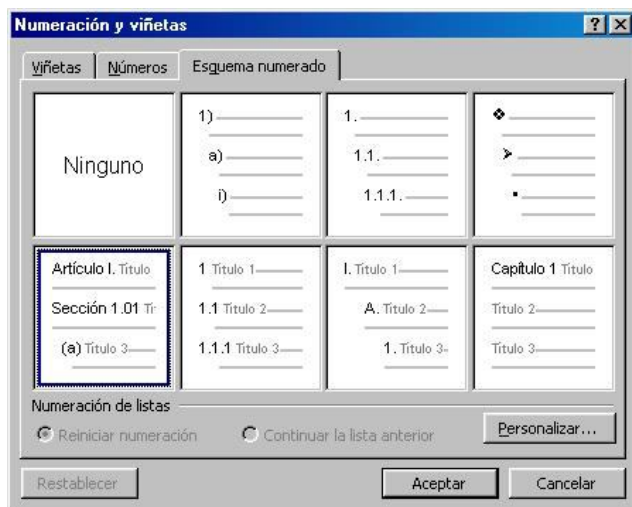 Numeración y viñetas
Viñetas Números Esquema numerado
Ninguno
1)
a)
i)
1.
1.1.
1.1.1.
Artículo I. Título
Sección 1.01 Tí
(a) Título 3
1 Título 1
1.1 Título 2
1.1.1 Título 3
I. Título 1
A. Título 2
1. Título 3
Capítulo 1 Título
Título 2
Título 3
Numeración de listas
Reiniciar numeración Continuar la lista anterior Personalizar...
Restablecer Aceptar Cancelar